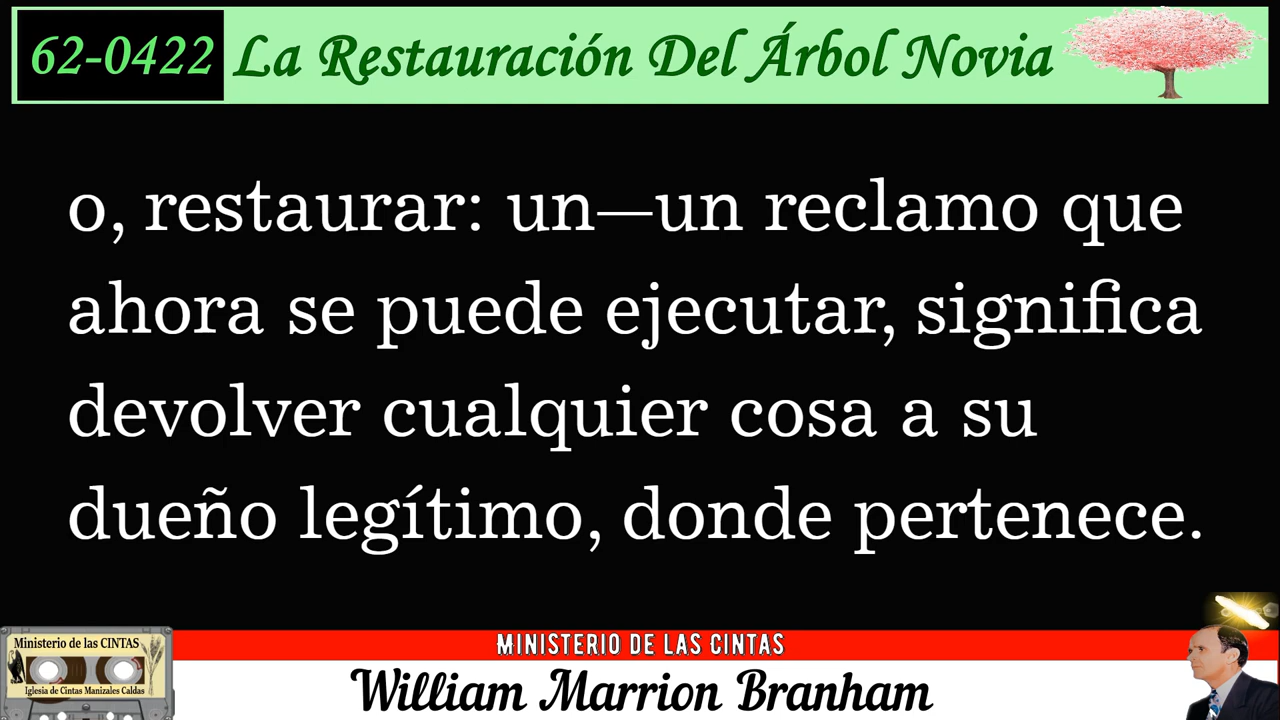 62-0422 La Restauración Del Árbol Novia
o, restaurar: un—un reclamo que
ahora se puede ejecutar, significa
devolver cualquier cosa a su
dueño legítimo, donde pertenece.
Ministerio de las CINTAS
Iglesia de Cintas Manizales Caldas
MINISTERIO DE LAS CINTAS
William Marrion Branham